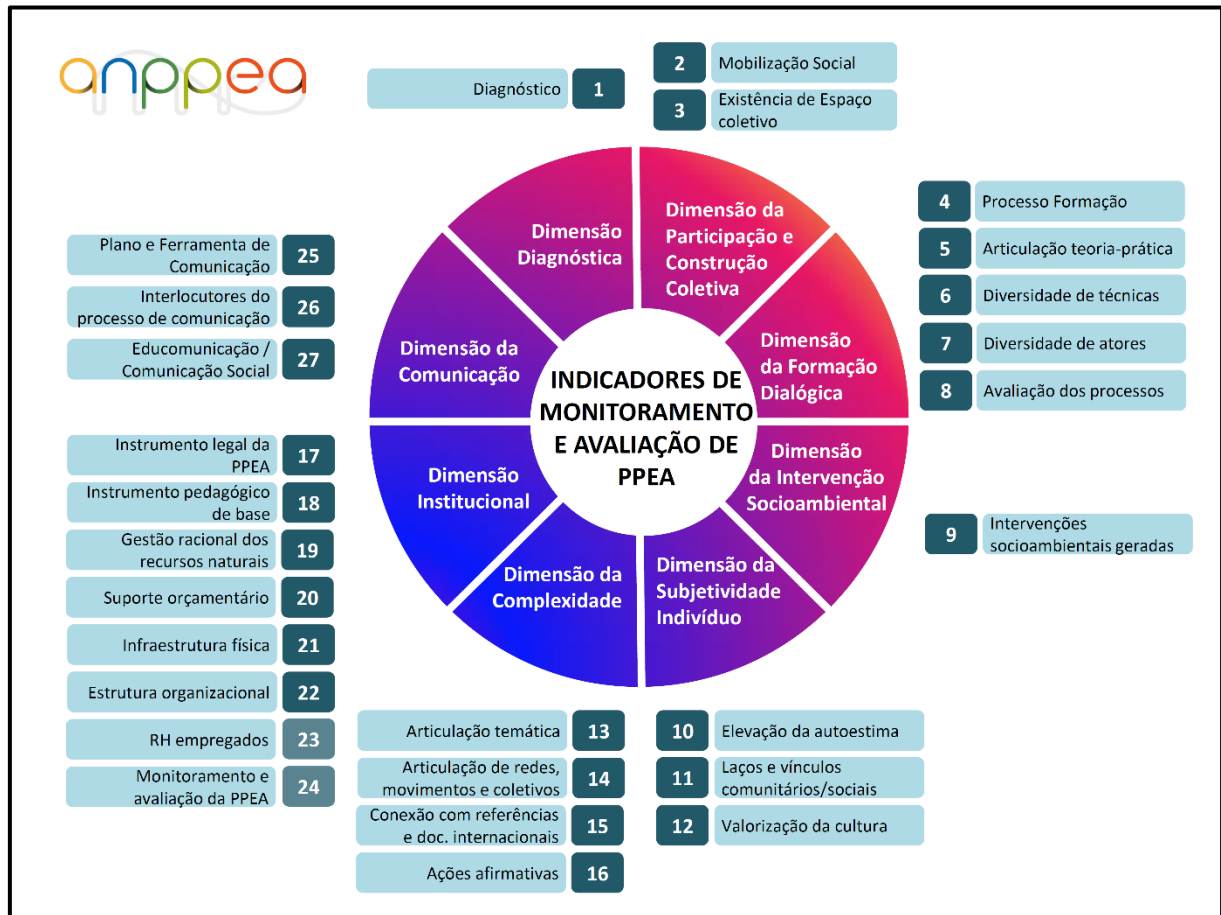 anppea
Diagnóstico
1
2
Mobilização Social
3
Existência de Espaço
coletivo
Dimensão
Diagnóstica
Dimensão da
Participação e
Construção
Coletiva
4
Processo Formação
5
Articulação teoria-prática
6
Diversidade de técnicas
7
Diversidade de atores
8
Avaliação dos processos
Plano e Ferramenta de
Comunicação
25
Interlocutores do
processo de comunicação
26
Educomunicação /
Comunicação Social
27
Dimensão da
Comunicação
Dimensão
da Formação
Dialógica
INDICADORES DE
MONITORAMENTO
E AVALIAÇÃO DE
PPEA
Dimensão
Institucional
Dimensão
da Intervenção
Socioambiental
Dimensão da
Complexidade
Dimensão da
Subjetividade
Indivíduo
9
Intervenções
socioambientais geradas
Instrumento legal da
PPEA
17
Instrumento pedagógico
de base
18
Gestão racional dos
recursos naturais
19
Suporte orçamentário
20
Infraestrutura física
21
Estrutura organizacional
22
RH empregados
23
Monitoramento e
avaliação da PPEA
24
Articulação temática
13
Articulação de redes,
movimentos e coletivos
14
Conexão com referências
e doc. internacionais
15
Ações afirmativas
16
10
Elevação da autoestima
11
Laços e vínculos
comunitários/sociais
12
Valorização da cultura